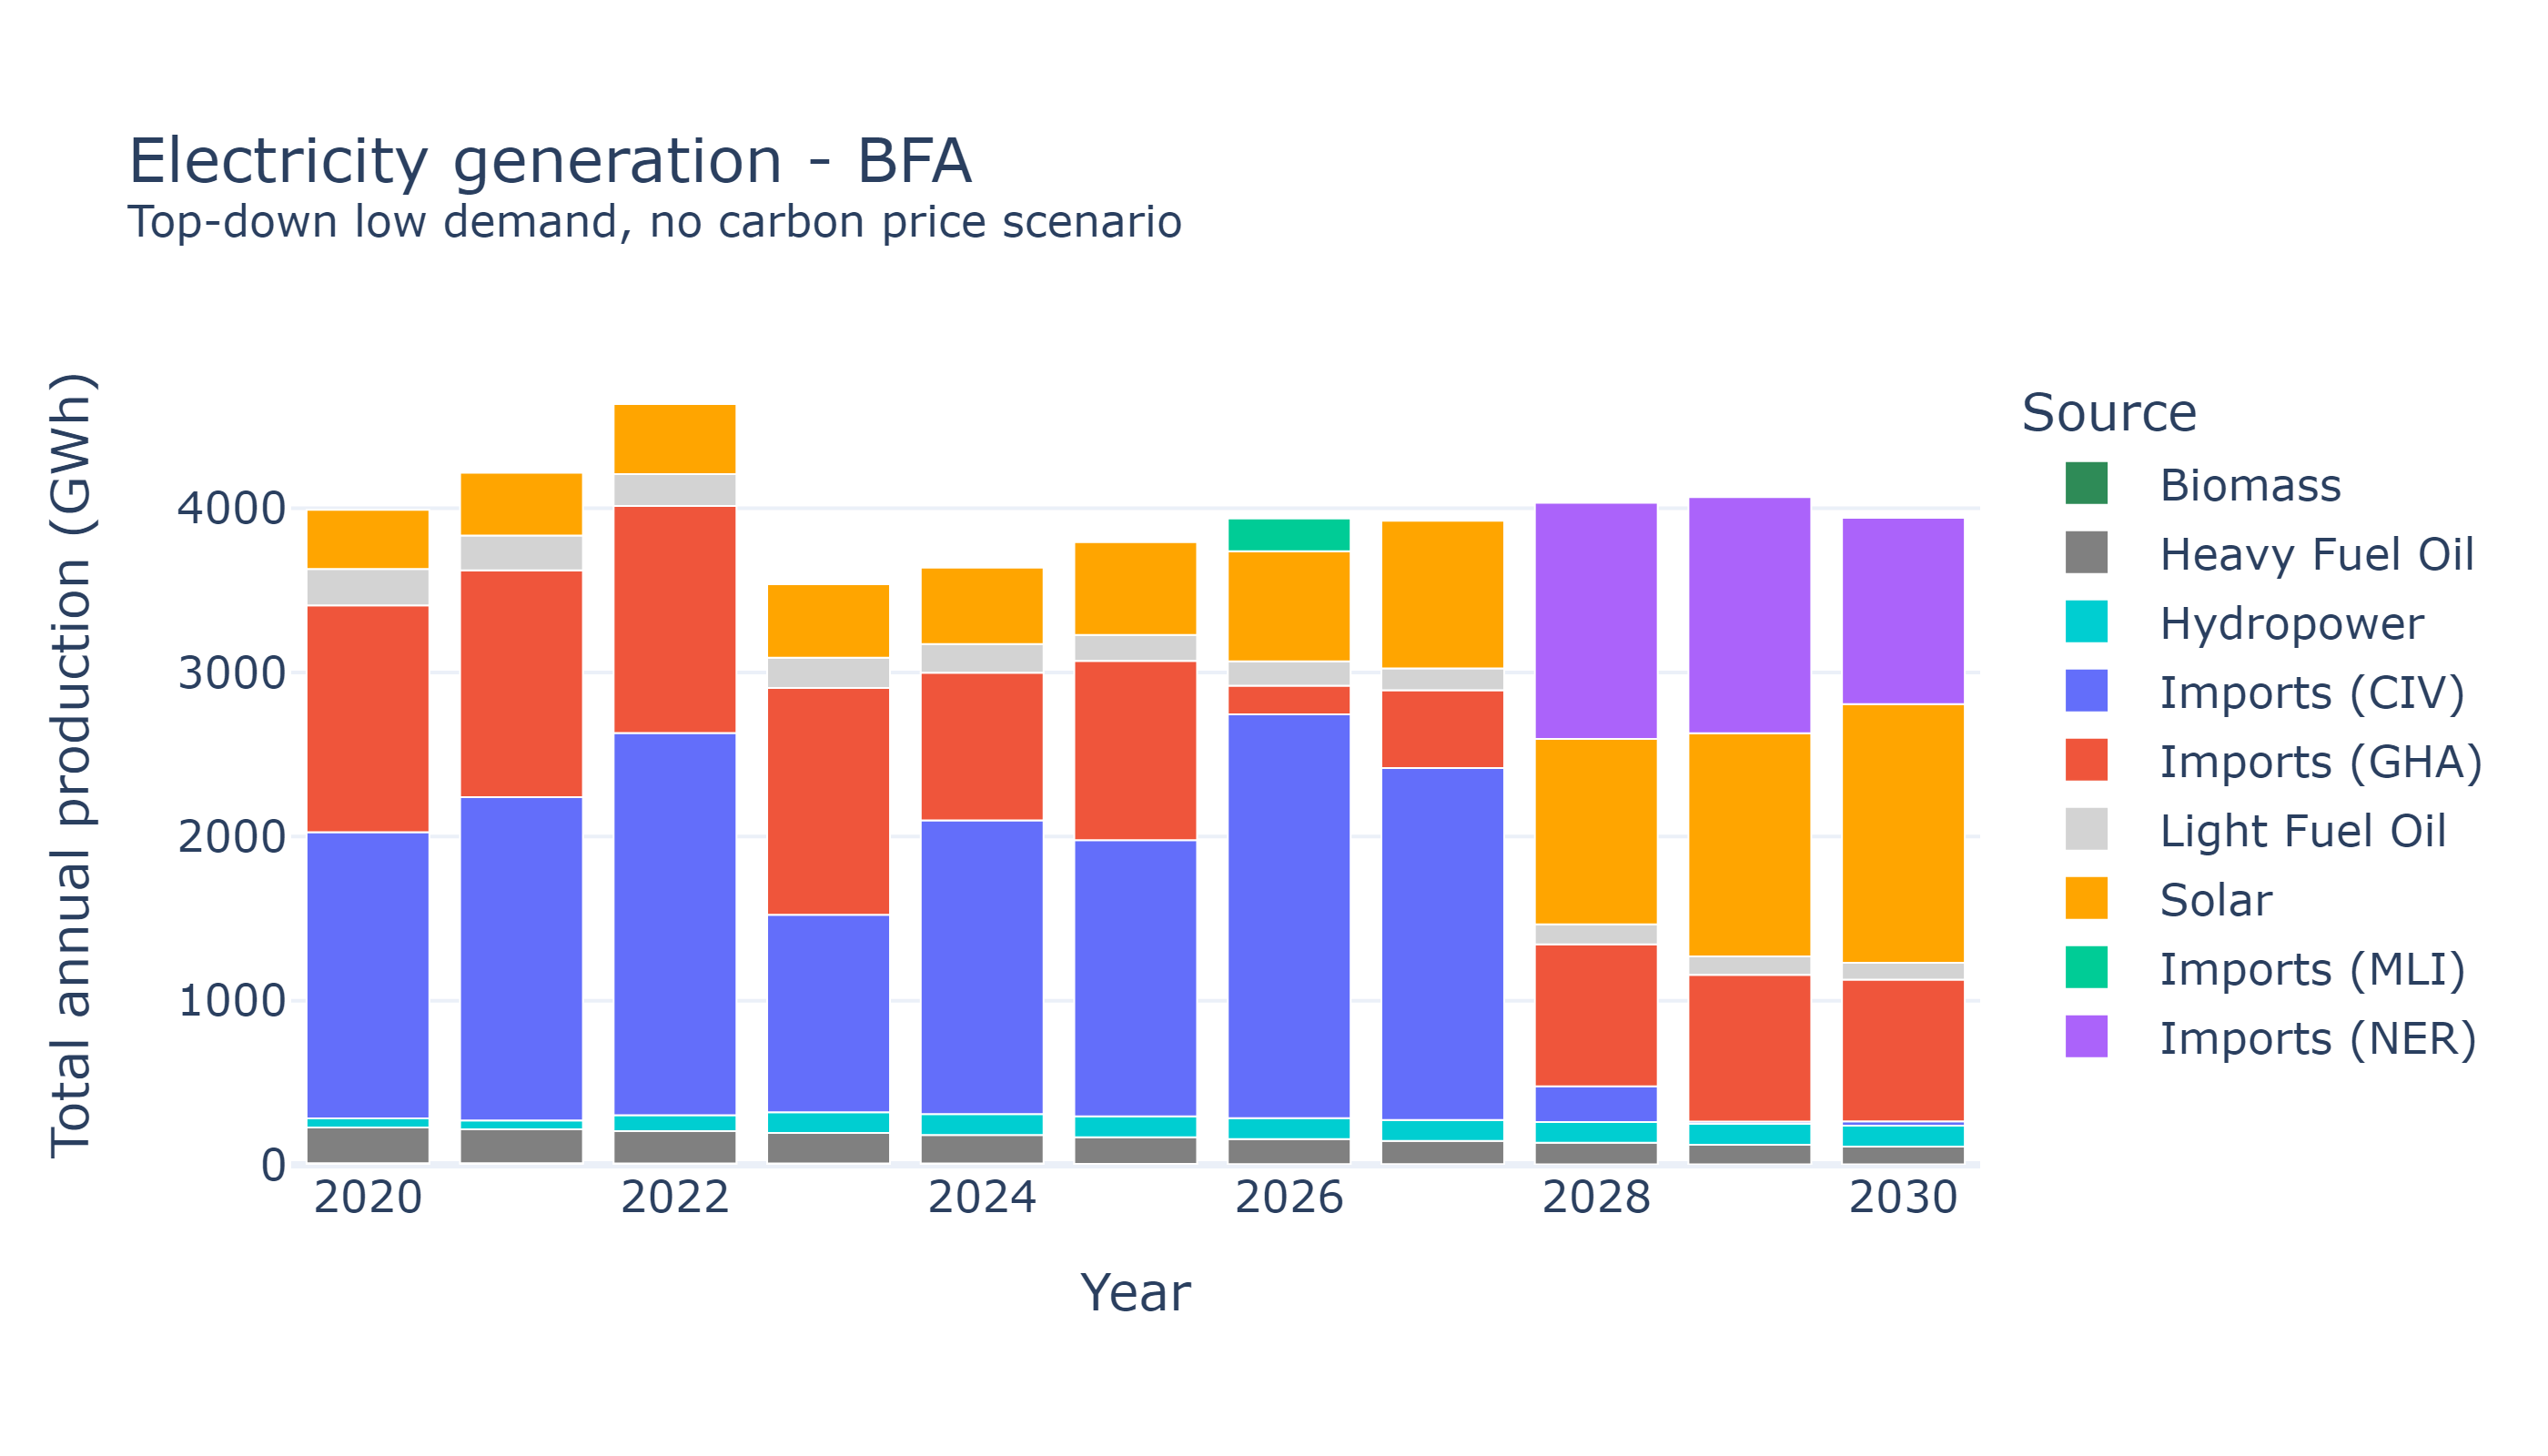 Electricity generation - BFA
Top-down low demand, no carbon price scenario
Total annual production (GWh)
4000
3000
2000
1000
0
2020
2022
2024
2026
2028
2030
Year
Source
Biomass
Heavy Fuel Oil
Hydropower
Imports (CIV)
Imports (GHA)
Light Fuel Oil
Solar
Imports (MLI)
Imports (NER)